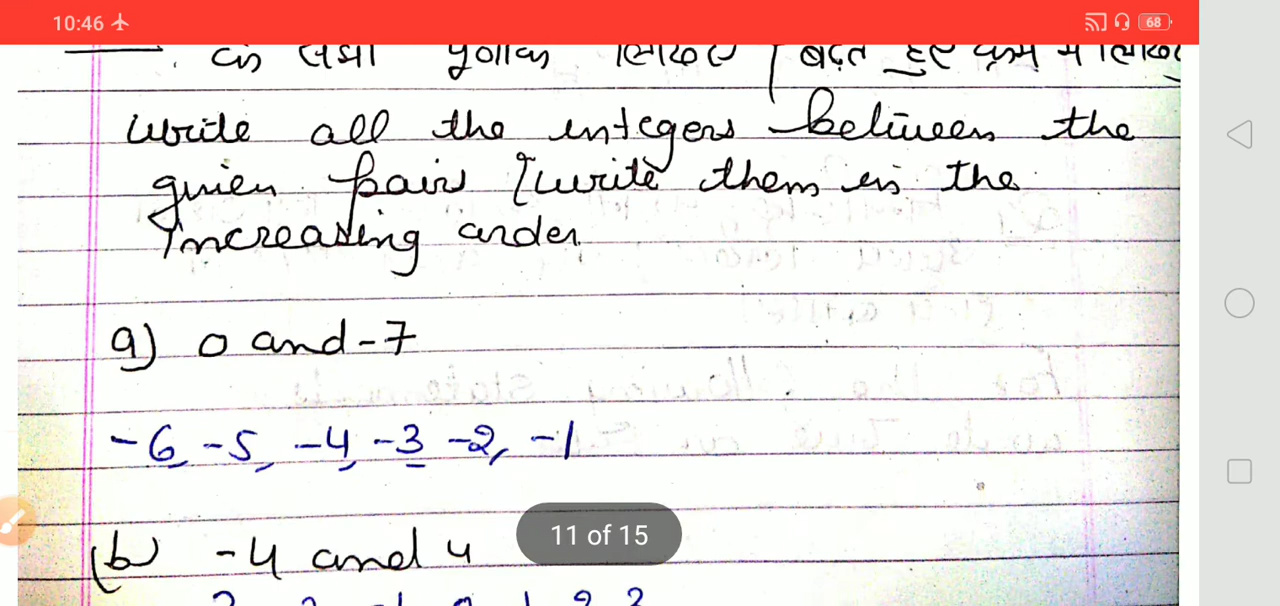 10:46
68
write all the integers between the
given pair [write them in the
Increasing order
a) 0 and -7
-6, -5, -4, -3 -2, -1
11 of 15
(b) -4 and 4